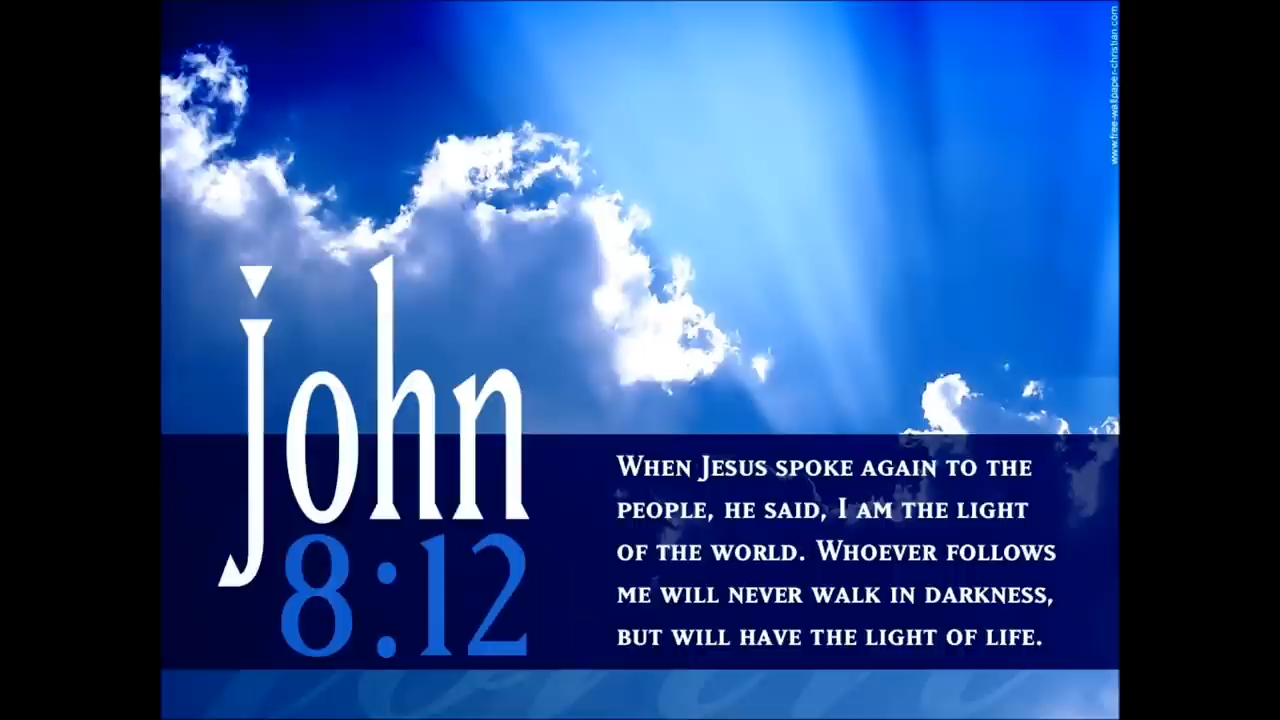 www.free-wallpaper-christian.com
john
8:12
When Jesus spoke again to the
people, he said, I am the light
of the world. Whoever follows
me will never walk in darkness,
but will have the light of life.